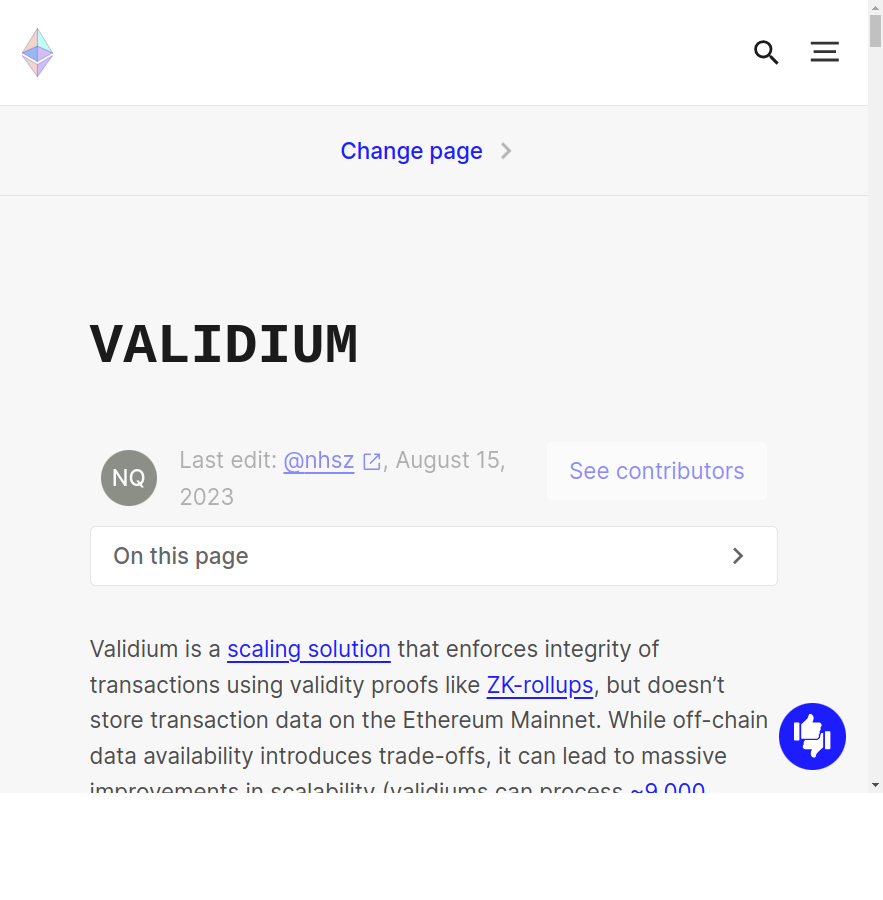 Change page
VALIDIUM
NQ
Last edit: @nhsz, August 15,
2023
See contributors
On this page
Validium is a scaling solution that enforces integrity of
transactions using validity proofs like ZK-rollups, but doesn’t
store transaction data on the Ethereum Mainnet. While off-chain
data availability introduces trade-offs, it can lead to massive
improvements in scalability (validiums can process ~9,000